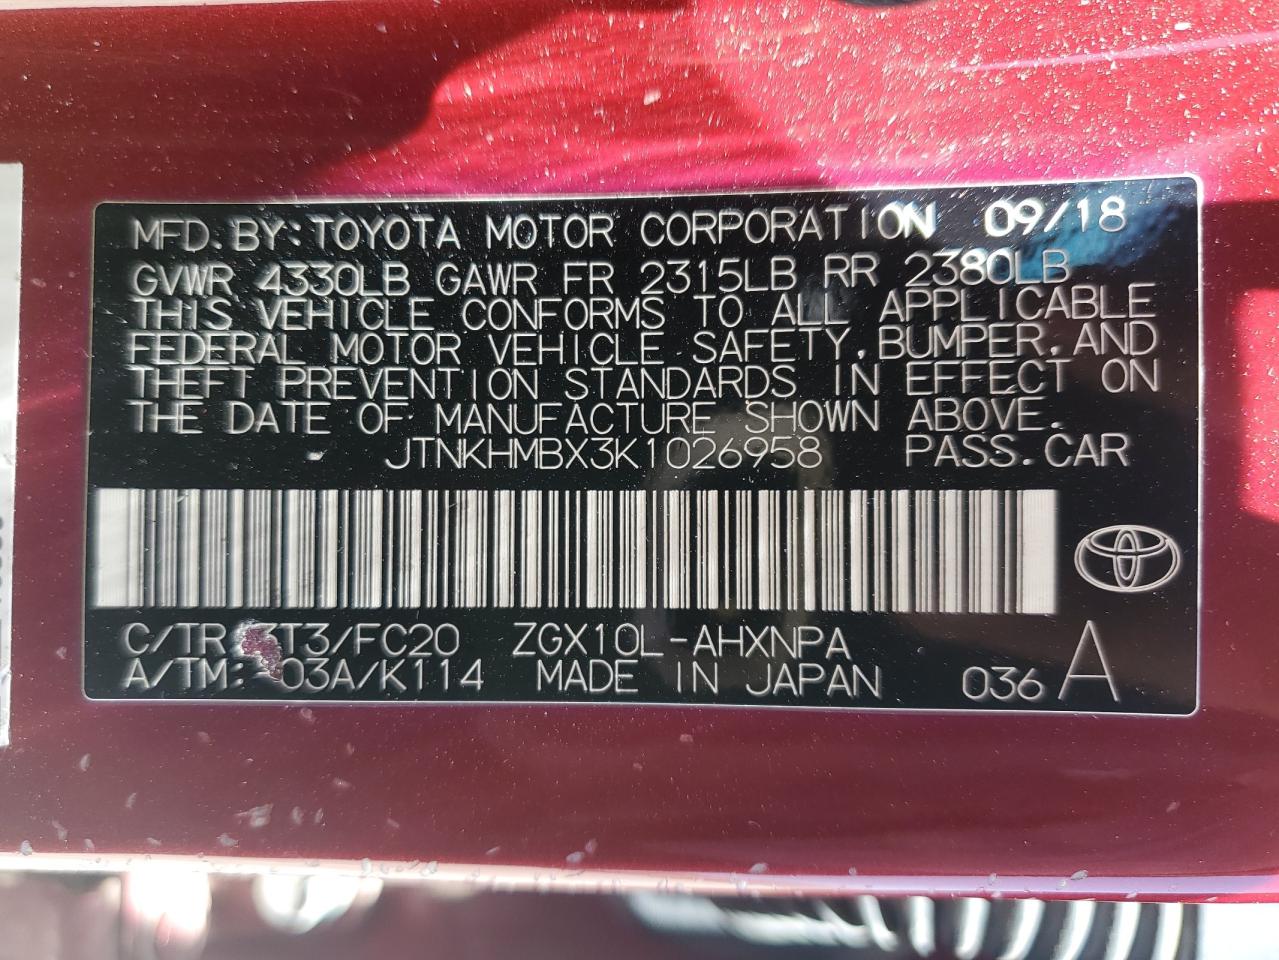 MFD. BY: TOYOTA MOTOR CORPORATION 09/18
GVWR 4330LB GAWR FR 2315LB RR 2380LB
THIS VEHICLE CONFORMS TO ALL APPLICABLE
FEDERAL MOTOR VEHICLE SAFETY, BUMPER, AND
THEFT PREVENTION STANDARDS IN EFFECT ON
THE DATE OF MANUFACTURE SHOWN ABOVE.
JTNKHMBX3K1026958 PASS. CAR
C/TR: 3T3/FC20 ZGX10L-AHXNPA
A/TM: -03A/K114 MADE IN JAPAN 036 A